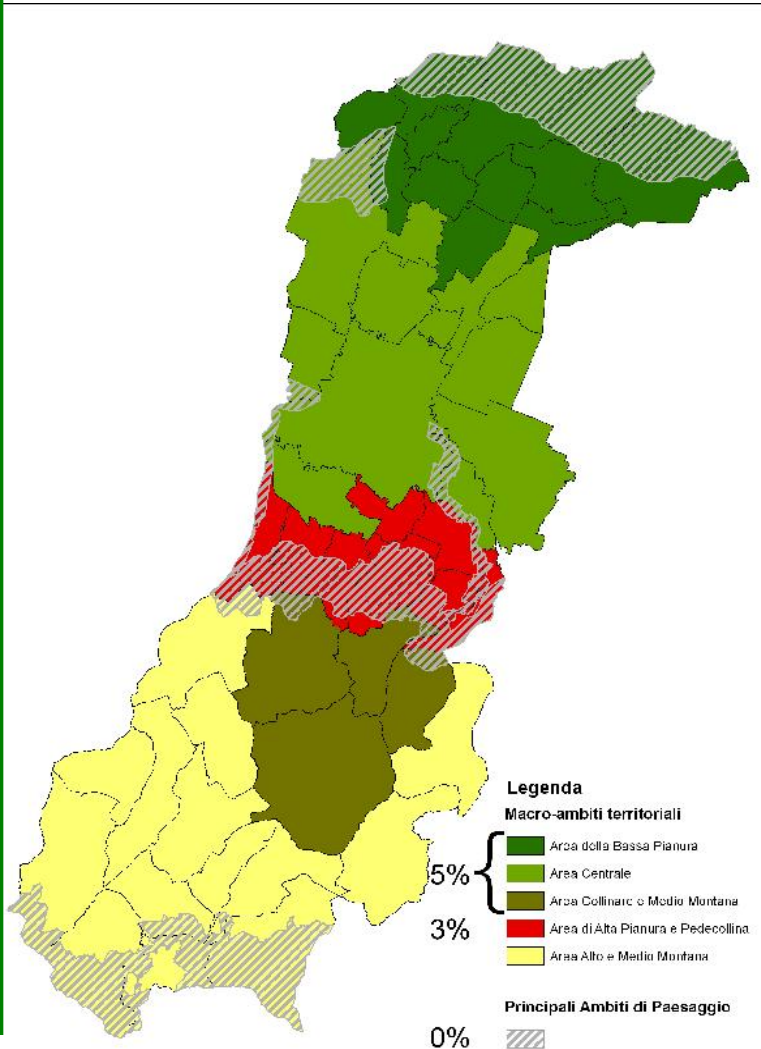 Legenda
Macro-ambiti territoriali
Area della Bassa Pianura
5% Area Centrale
Area Collinare e Medio Montana
3% Area di Alta Pianura e Pedecollina
Area Alto e Medio Montana
Principali Ambiti di Paesaggio
0%